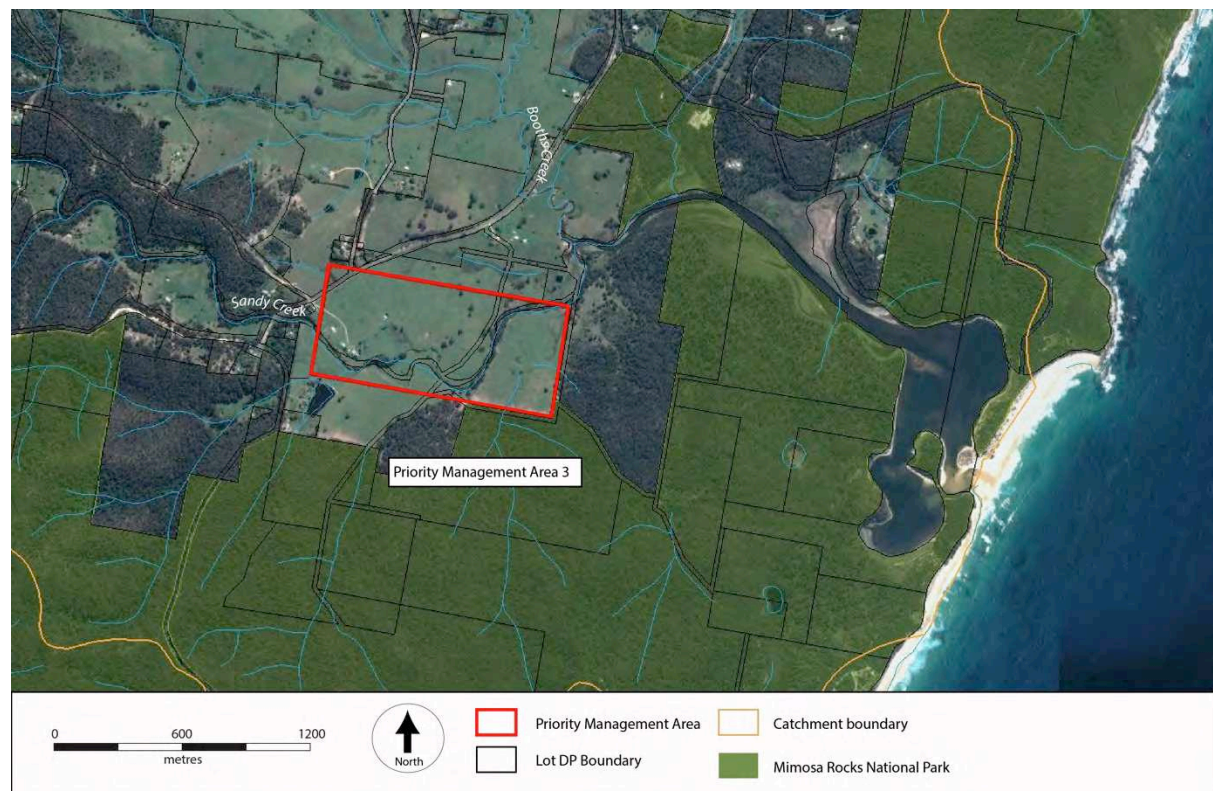 Booths Creek
Sandy Creek
Priority Management Area 3
0 600 1200
metres
North
Priority Management Area
Lot DP Boundary
Catchment boundary
Mimosa Rocks National Park